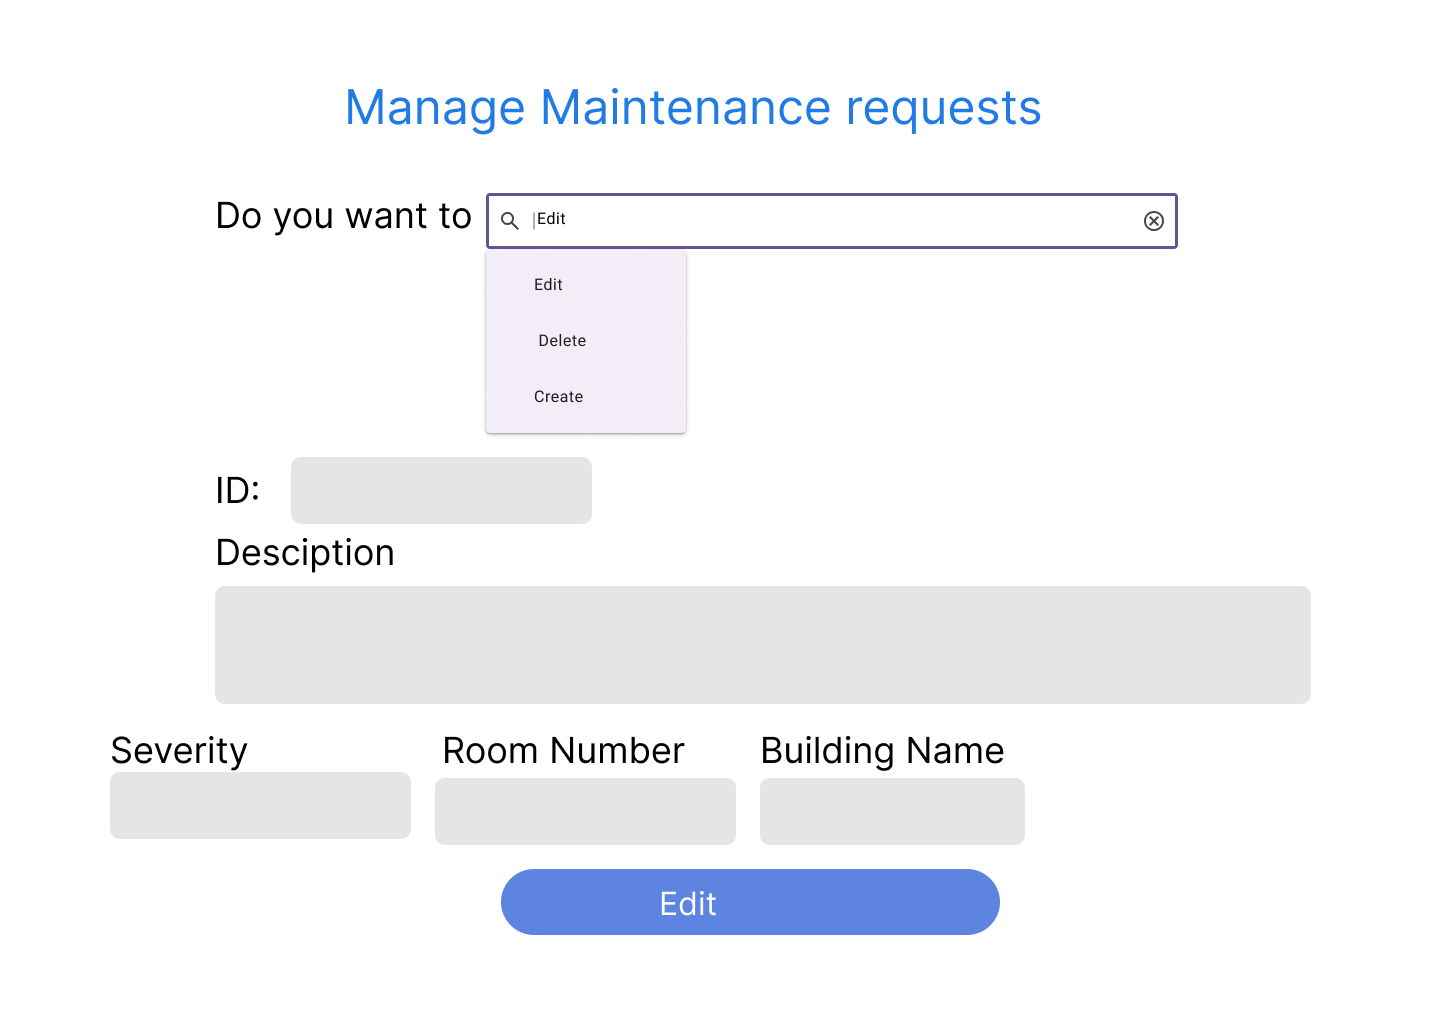 Manage Maintenance requests
Do you want to
Edit
Edit
Delete
Create
ID:
Desciption
Severity
Room Number
Building Name
Edit